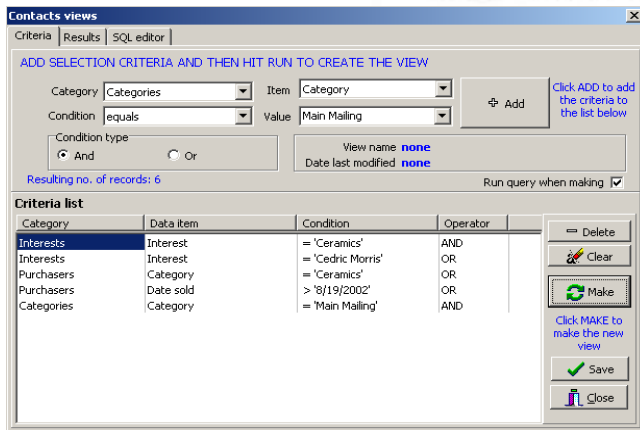 Contacts views
Criteria Results SQL editor
ADD SELECTION CRITERIA AND THEN HIT RUN TO CREATE THE VIEW
Category Categories Item Category
Condition equals Value Main Mailing
Add
Click ADD to add
the criteria to
the list below
Condition type
And Or
View name none
Date last modified none
Resulting no. of records: 6 Run query when making
Criteria list
Category Data item Condition Operator
Interests Interest = 'Ceramics' AND
Interests Interest = 'Cedric Morris' OR
Purchasers Category = 'Ceramics' OR
Purchasers Date sold > '8/19/2002' OR
Categories Category = 'Main Mailing' AND
Delete
Clear
Make
Click MAKE to
make the new
view
Save
Close